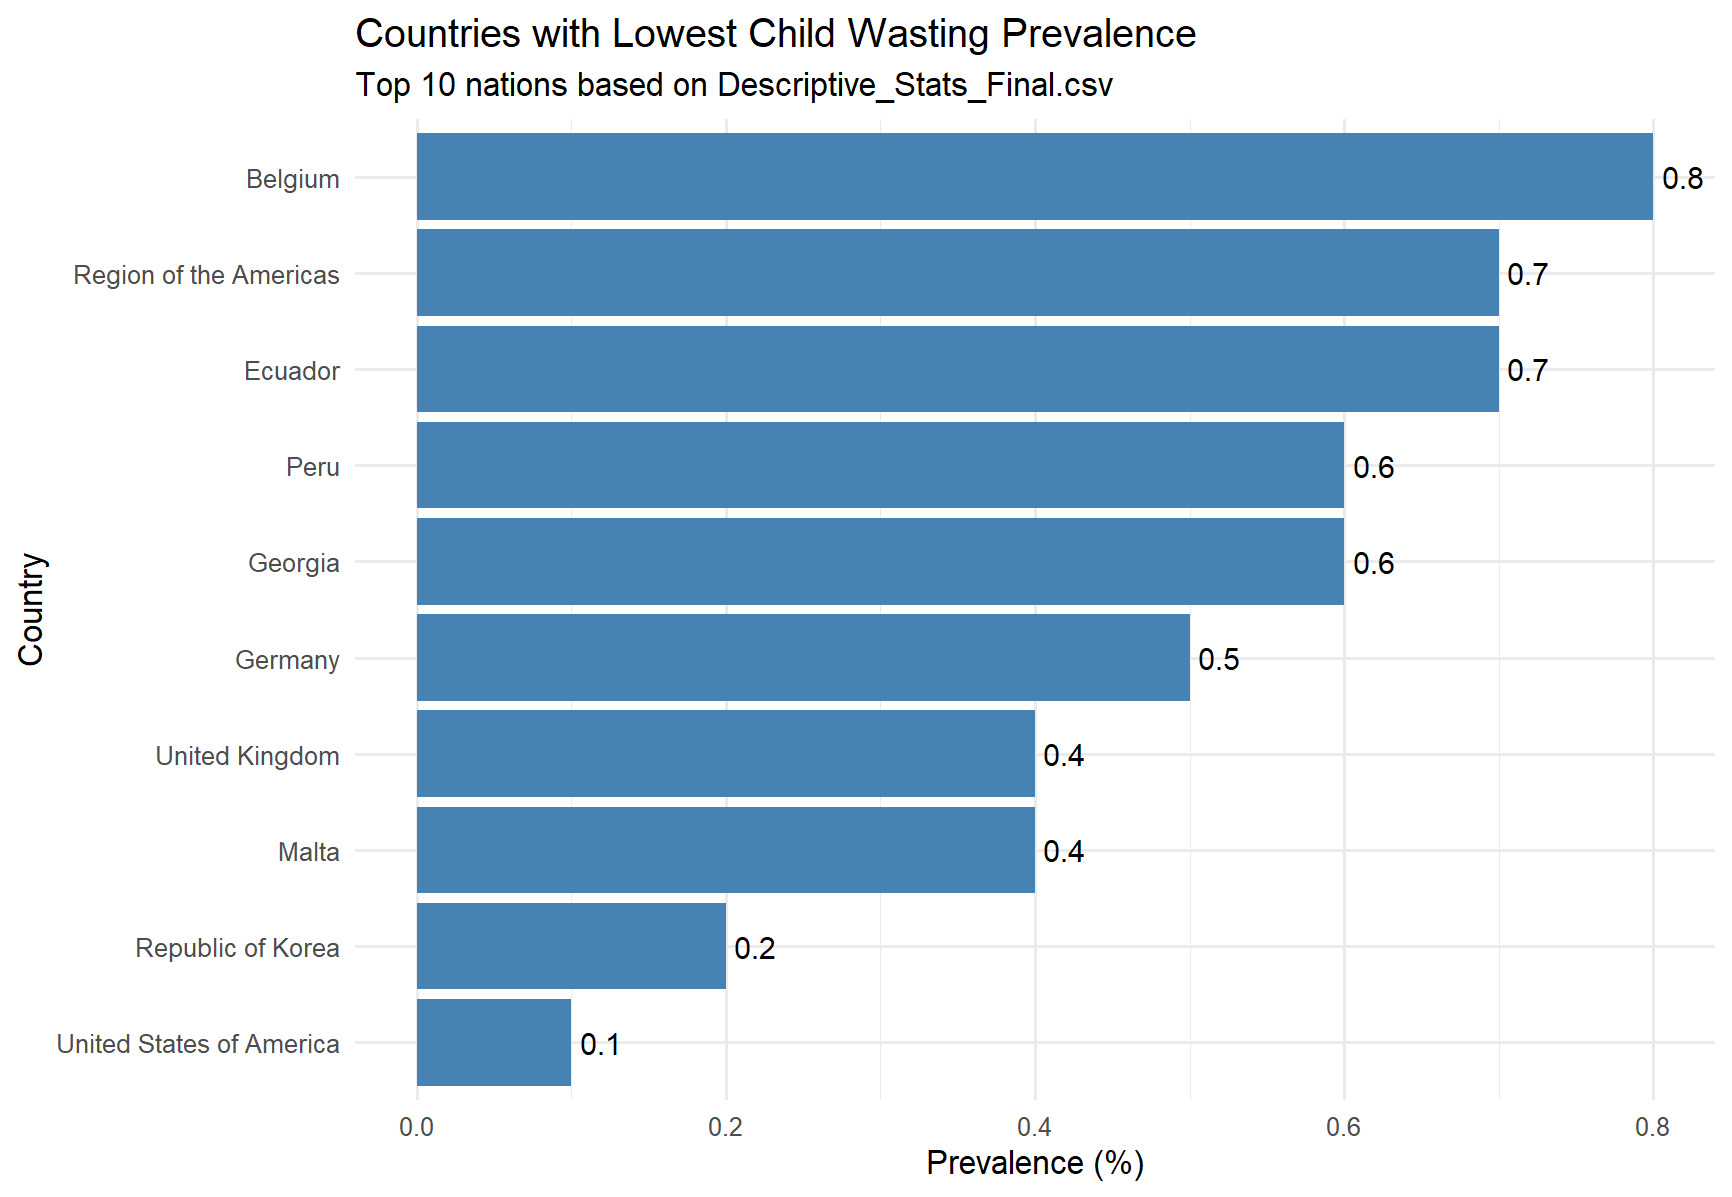 Countries with Lowest Child Wasting Prevalence
Top 10 nations based on Descriptive_Stats_Final.csv
Country
Belgium 0.8
Region of the Americas 0.7
Ecuador 0.7
Peru 0.6
Georgia 0.6
Germany 0.5
United Kingdom 0.4
Malta 0.4
Republic of Korea 0.2
United States of America 0.1
0.0 0.2 0.4 0.6 0.8
Prevalence (%)